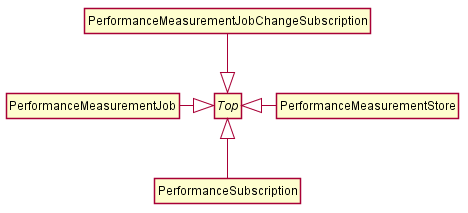 PerformanceMeasurementJobChangeSubscription
PerformanceMeasurementJob
Top
PerformanceMeasurementStore
PerformanceSubscription